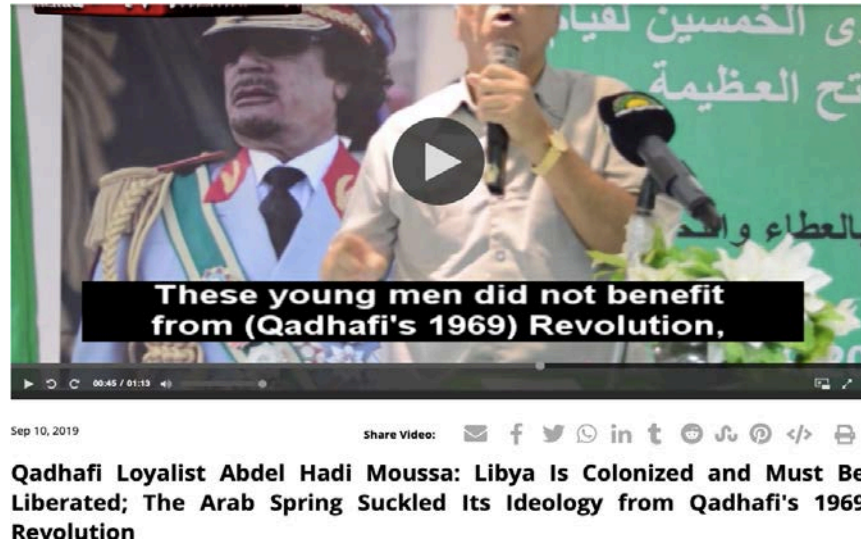 ى الخمسين لقيام
تح العظيمة
بالعطاء
These young men did not benefit
from (Qadhafi's 1969) Revolution,
00:45 / 01:13
Sep 10, 2019
Share Video:
Qadhafi Loyalist Abdel Hadi Moussa: Libya Is Colonized and Must Be
Liberated; The Arab Spring Suckled Its Ideology from Qadhafi's 1969
Revolution